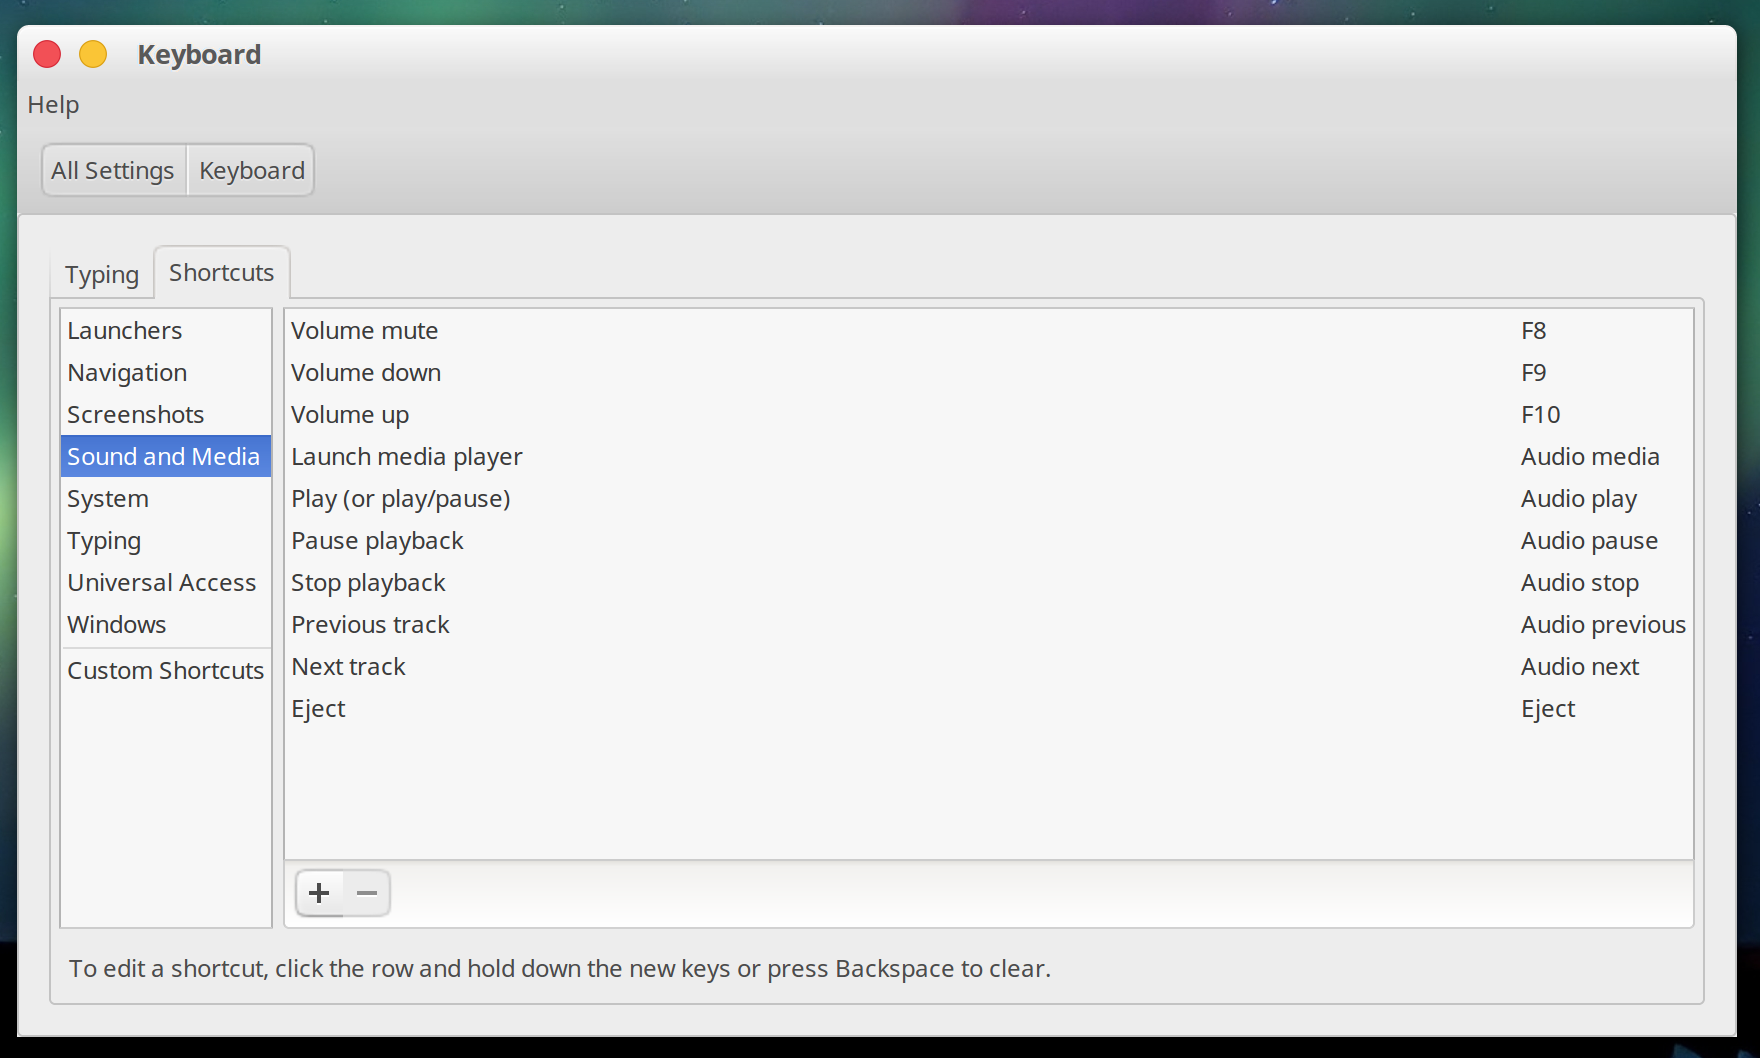 Keyboard
Help
All Settings Keyboard
Typing Shortcuts
Launchers
Navigation
Screenshots
Sound and Media
System
Typing
Universal Access
Windows
Custom Shortcuts
Volume mute F8
Volume down F9
Volume up F10
Launch media player Audio media
Play (or play/pause) Audio play
Pause playback Audio pause
Stop playback Audio stop
Previous track Audio previous
Next track Audio next
Eject Eject
To edit a shortcut, click the row and hold down the new keys or press Backspace to clear.